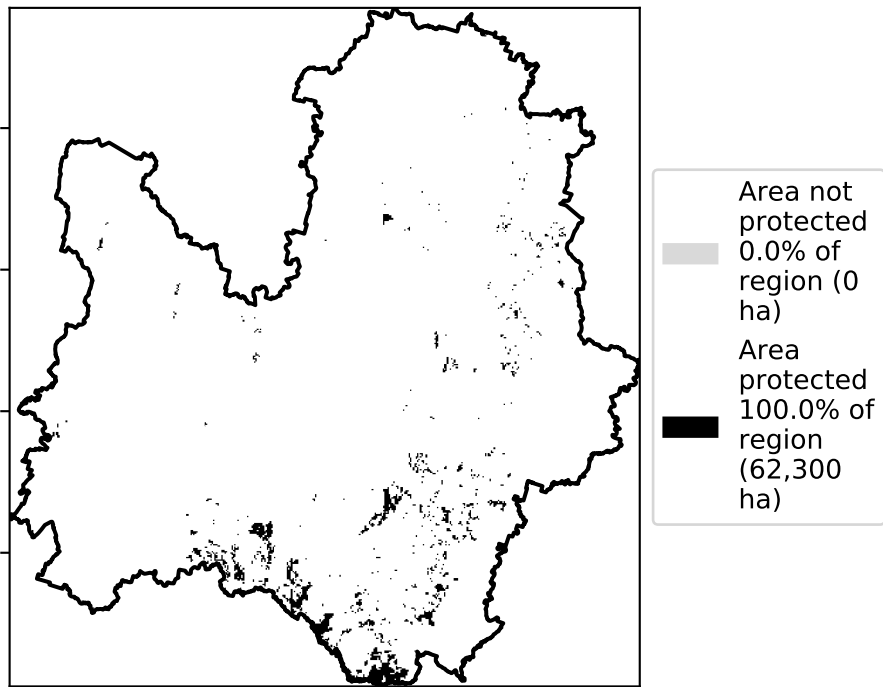 Area not
protected
0.0% of
region (0
ha)
Area
protected
100.0% of
region
(62,300
ha)